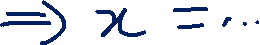 ⇒ x = ...